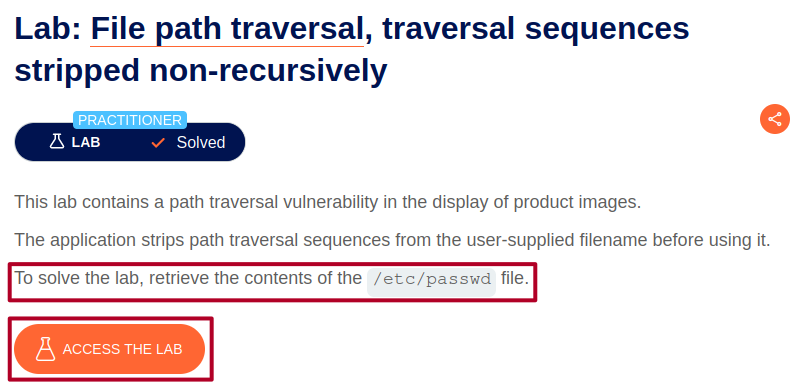 Lab: File path traversal, traversal sequences
stripped non-recursively
PRACTITIONER
LAB Solved
This lab contains a path traversal vulnerability in the display of product images.
The application strips path traversal sequences from the user-supplied filename before using it.
To solve the lab, retrieve the contents of the /etc/passwd file.
ACCESS THE LAB